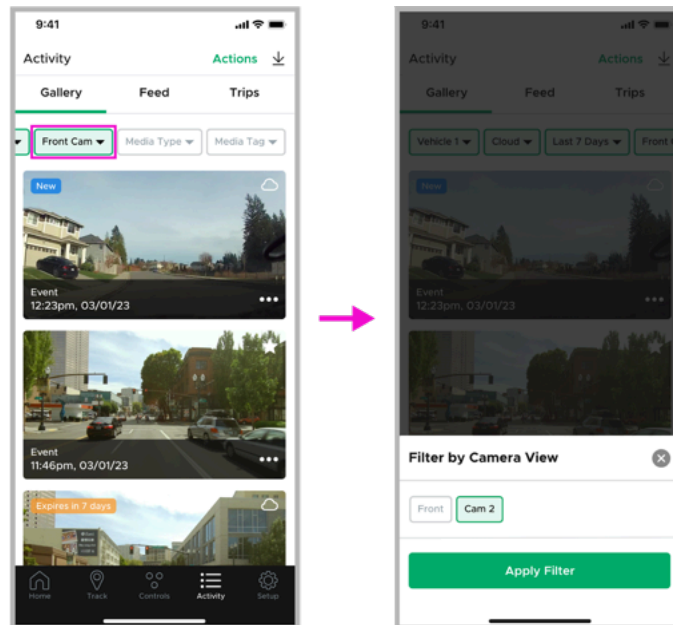 9:41
Activity Actions
Gallery Feed Trips
Front Cam Media Type Media Tag
New
Event
12:23pm, 03/01/23
Event
11:46pm, 03/01/23
Expires in 7 days
Home Track Controls Activity Setup
9:41
Activity Actions
Gallery Feed Trips
Vehicle 1 Cloud Last 7 Days Front
New
Event
12:23pm, 03/01/23
Filter by Camera View
Front Cam 2
Apply Filter